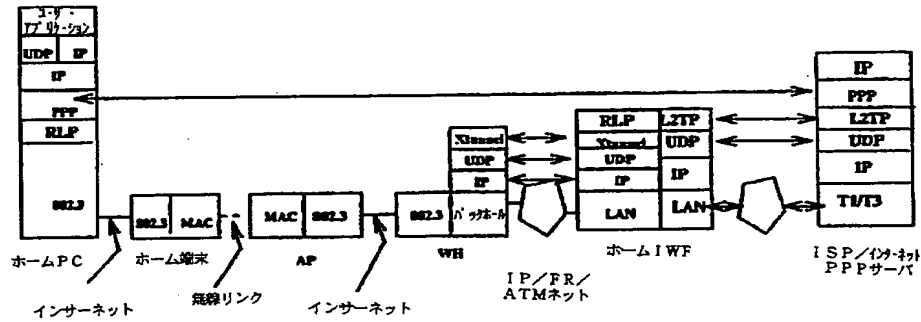 ユーザ-
アプリケーション
UDP IP
IP
PPP
RLP
802.3
ホームPC
インサーネット
802.3 MAC
ホーム端末
無線リンク
MAC 802.3
AP
インサーネット
802.3 バックホール
WH
Xtunnel
UDP
IP
IP/FR/
ATMネット
RLP L2TP
Xtunnel UDP
UDP
IP IP
LAN LAN
ホームIWF
IP
PPP
L2TP
UDP
IP
T1/T3
ISP/インターネット
PPPサーバ